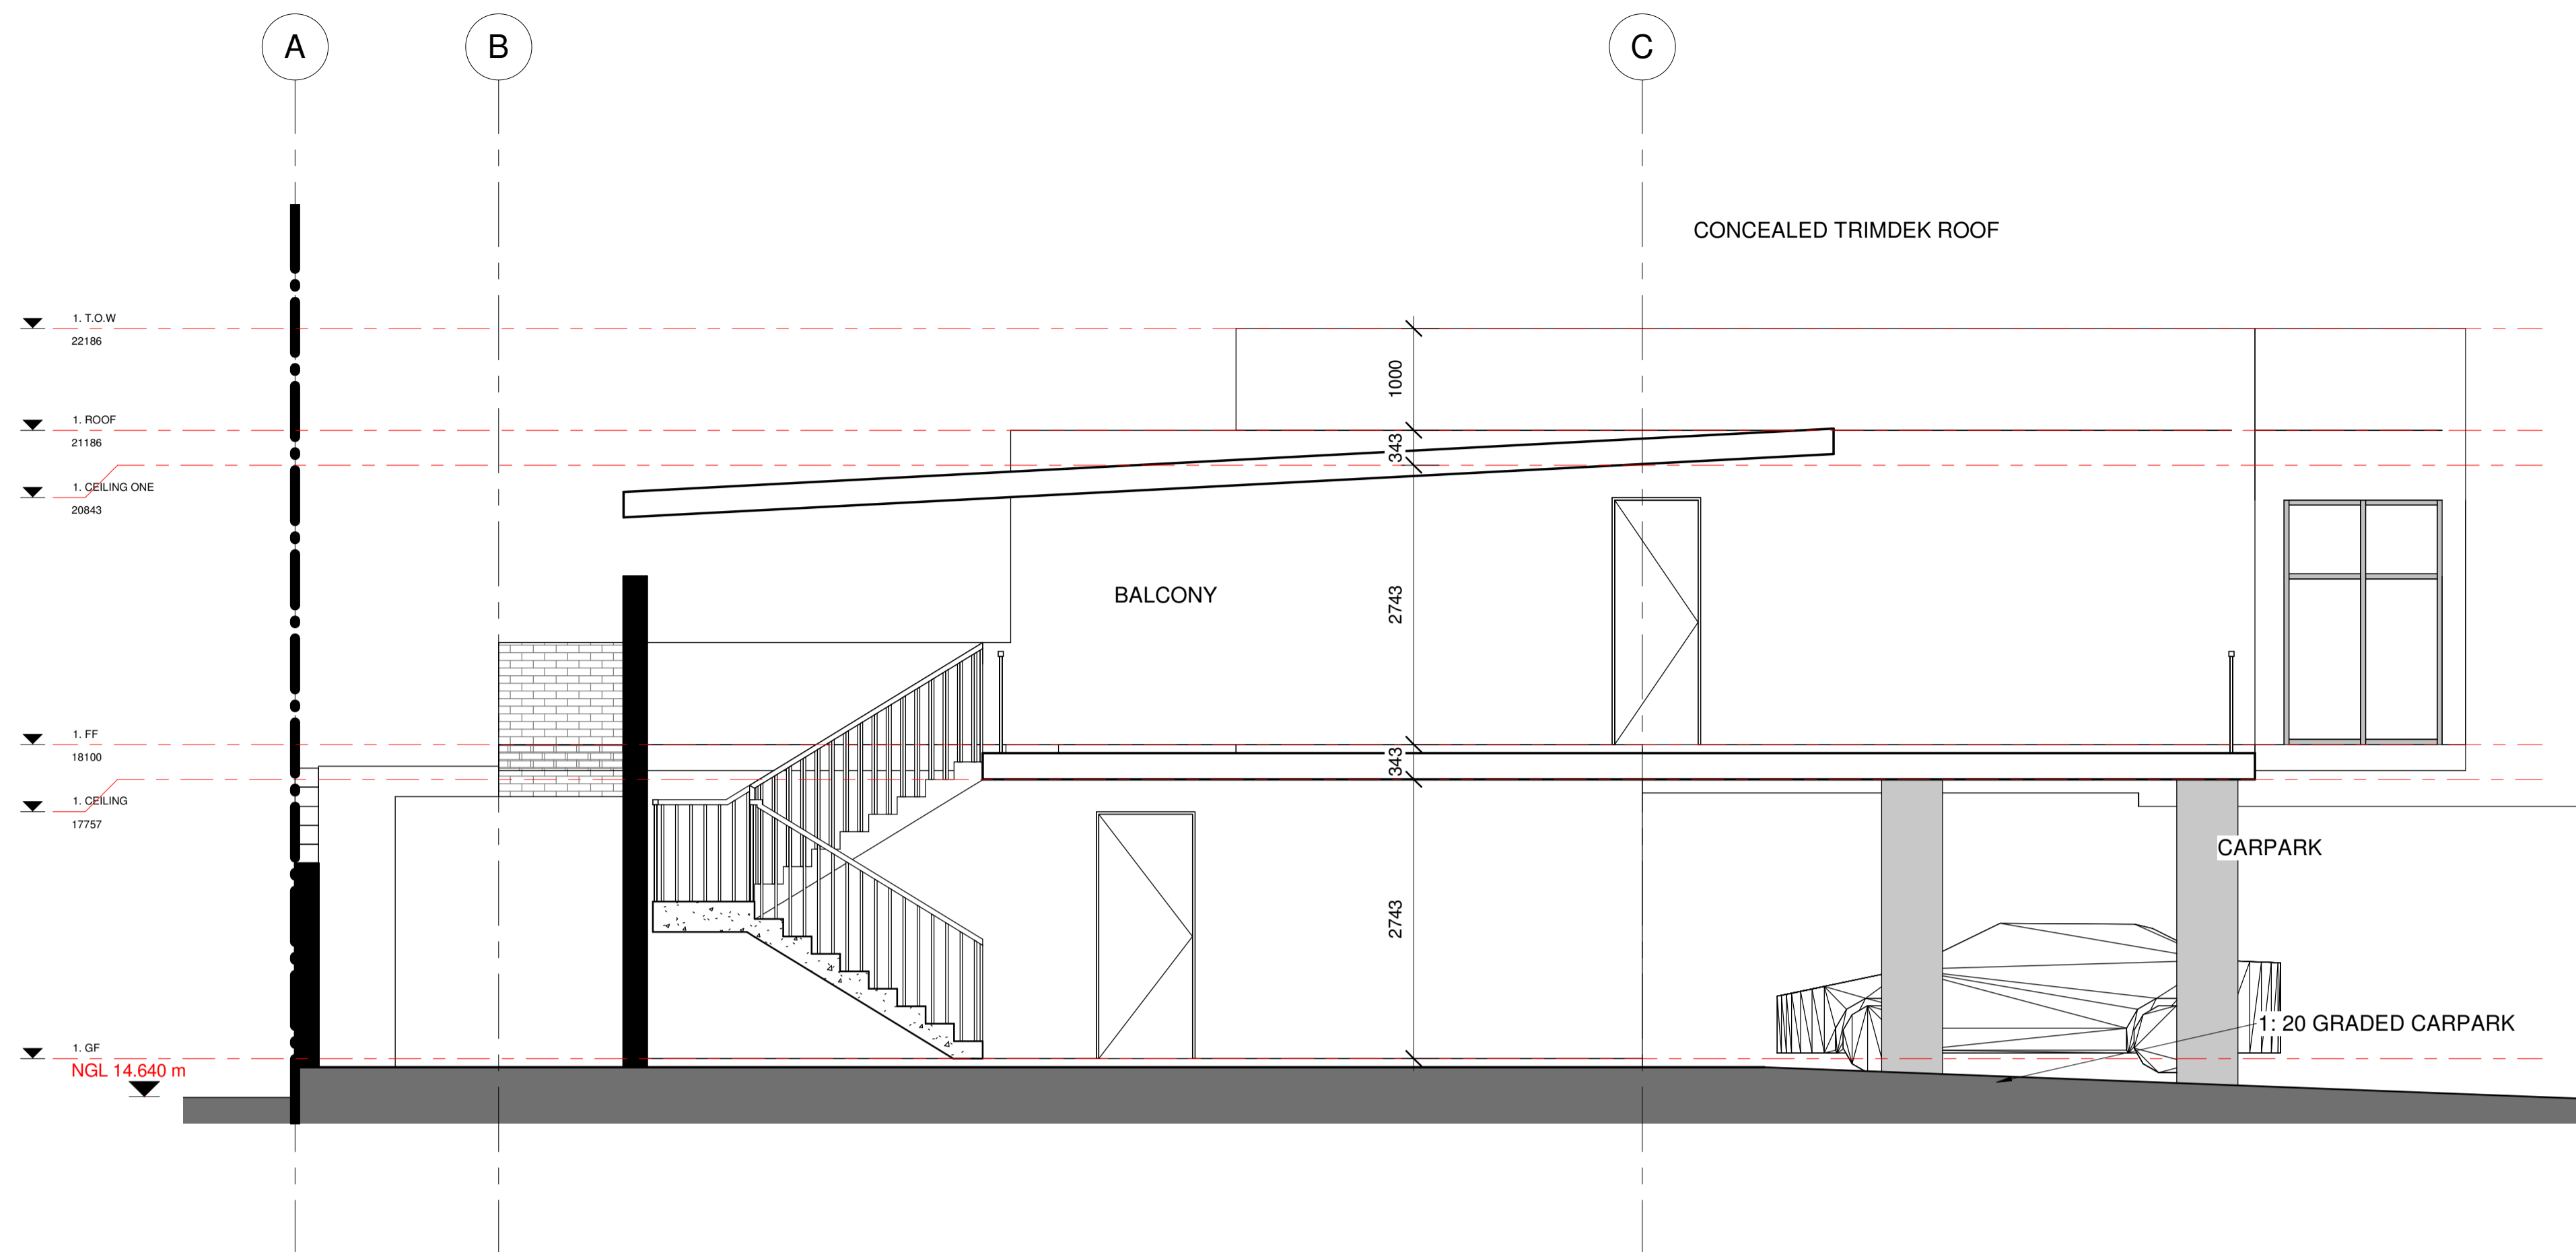 A
B
C
CONCEALED TRIMDEK ROOF
1. T.O.W
22186
1000
1. ROOF
21186
343
1. CEILING ONE
20843
BALCONY
2743
1. FF
18100
343
1. CEILING
17757
CARPARK
2743
1: 20 GRADED CARPARK
1. GF
NGL 14.640 m